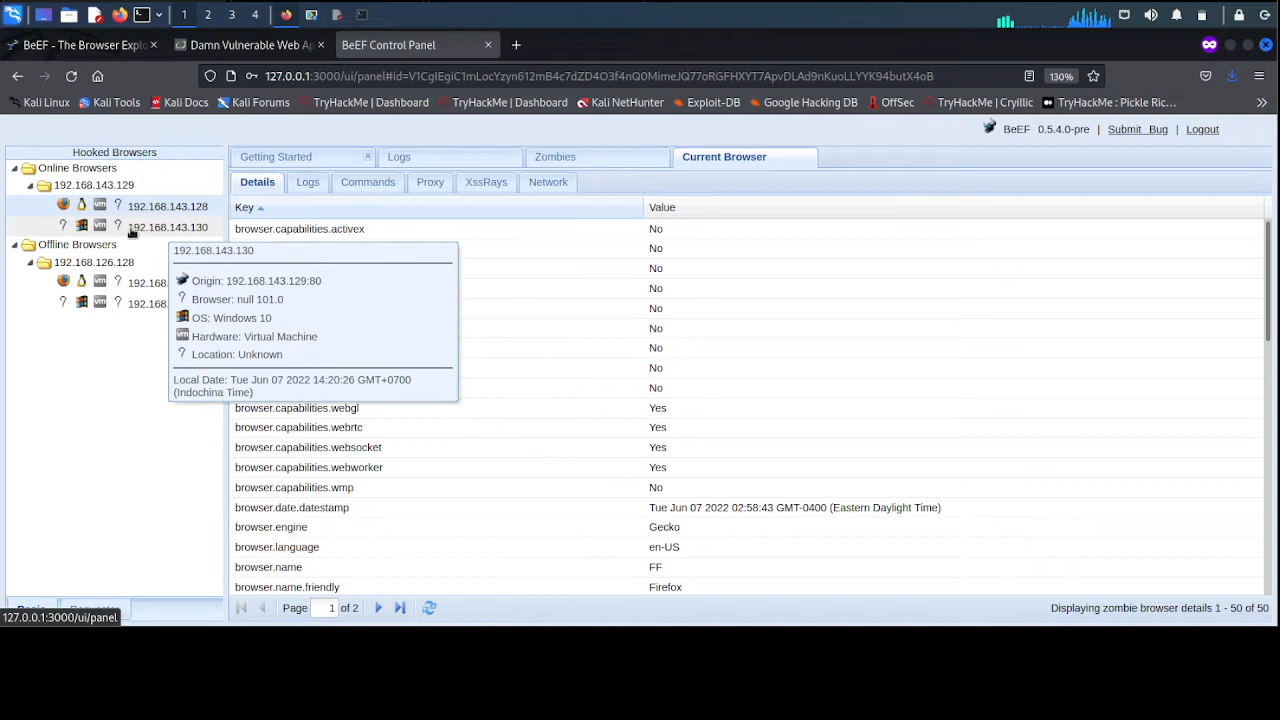 1 2 3 4
BeEF - The Browser Explo
Damn Vulnerable Web Ap
BeEF Control Panel
127.0.0.1:3000/ui/panel#id=V1CgIEgiC1mLocYzyn612mB4c7dZD4O3f4nQ0MimeJQ77oRGFHXYT7ApvDLAd9nKuoLLYYK94butX4oB
130%
Kali Linux
Kali Tools
Kali Docs
Kali Forums
TryHackMe | Dashboard
TryHackMe | Dashboard
Kali NetHunter
Exploit-DB
Google Hacking DB
OffSec
TryHackMe | Cryillic
TryHackMe : Pickle Ric...
BeEF 0.5.4.0-pre | Submit Bug | Logout
Hooked Browsers
Online Browsers
192.168.143.129
? 192.168.143.128
? ? 192.168.143.130
Offline Browsers
192.168.126.128
? 192.168.
? ? 192.168.
192.168.143.130
Origin: 192.168.143.129:80
? Browser: null 101.0
OS: Windows 10
vm Hardware: Virtual Machine
? Location: Unknown
Local Date: Tue Jun 07 2022 14:20:26 GMT+0700
(Indochina Time)
Getting Started
Logs
Zombies
Current Browser
Details
Logs
Commands
Proxy
XssRays
Network
Key Value
browser.capabilities.activex No
No
No
No
No
No
No
No
No
browser.capabilities.webgl Yes
browser.capabilities.webrtc Yes
browser.capabilities.websocket Yes
browser.capabilities.webworker Yes
browser.capabilities.wmp No
browser.date.datestamp Tue Jun 07 2022 02:58:43 GMT-0400 (Eastern Daylight Time)
browser.engine Gecko
browser.language en-US
browser.name FF
browser.name.friendly Firefox
Page 1 of 2
Displaying zombie browser details 1 - 50 of 50
127.0.0.1:3000/ui/panel